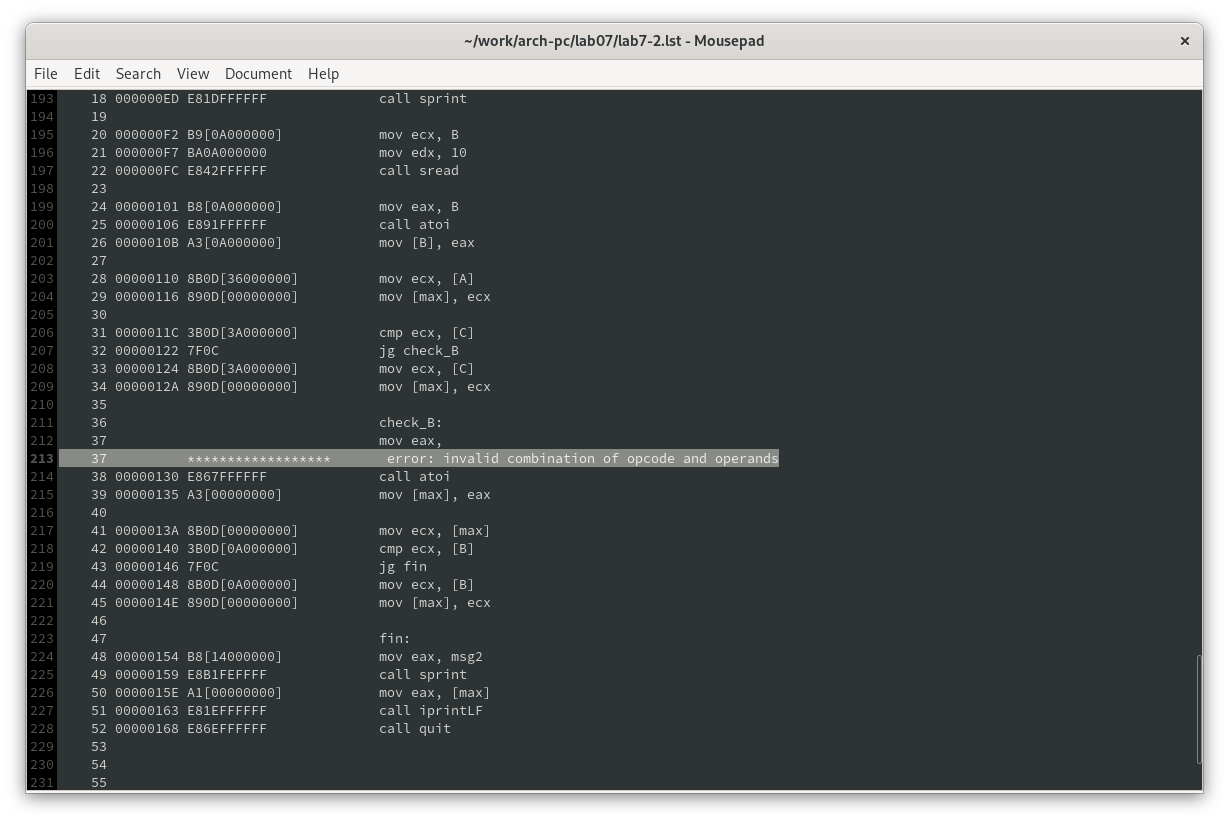 ~/work/arch-pc/lab07/lab7-2.lst - Mousepad ×
File Edit Search View Document Help
193 18 000000ED E81DFFFFFF call sprint
194 19
195 20 000000F2 B9[0A000000] mov ecx, B
196 21 000000F7 BA0A000000 mov edx, 10
197 22 000000FC E842FFFFFF call sread
198 23
199 24 00000101 B8[0A000000] mov eax, B
200 25 00000106 E891FFFFFF call atoi
201 26 0000010B A3[0A000000] mov [B], eax
202 27
203 28 00000110 8B0D[36000000] mov ecx, [A]
204 29 00000116 890D[00000000] mov [max], ecx
205 30
206 31 0000011C 3B0D[3A000000] cmp ecx, [C]
207 32 00000122 7F0C jg check_B
208 33 00000124 8B0D[3A000000] mov ecx, [C]
209 34 0000012A 890D[00000000] mov [max], ecx
210 35
211 36 check_B:
212 37 mov eax,
213 37 ****************** error: invalid combination of opcode and operands
214 38 00000130 E867FFFFFF call atoi
215 39 00000135 A3[00000000] mov [max], eax
216 40
217 41 0000013A 8B0D[00000000] mov ecx, [max]
218 42 00000140 3B0D[0A000000] cmp ecx, [B]
219 43 00000146 7F0C jg fin
220 44 00000148 8B0D[0A000000] mov ecx, [B]
221 45 0000014E 890D[00000000] mov [max], ecx
222 46
223 47 fin:
224 48 00000154 B8[14000000] mov eax, msg2
225 49 00000159 E8B1FEFFFF call sprint
226 50 0000015E A1[00000000] mov eax, [max]
227 51 00000163 E81EFFFFFF call iprintLF
228 52 00000168 E86EFFFFFF call quit
229 53
230 54
231 55